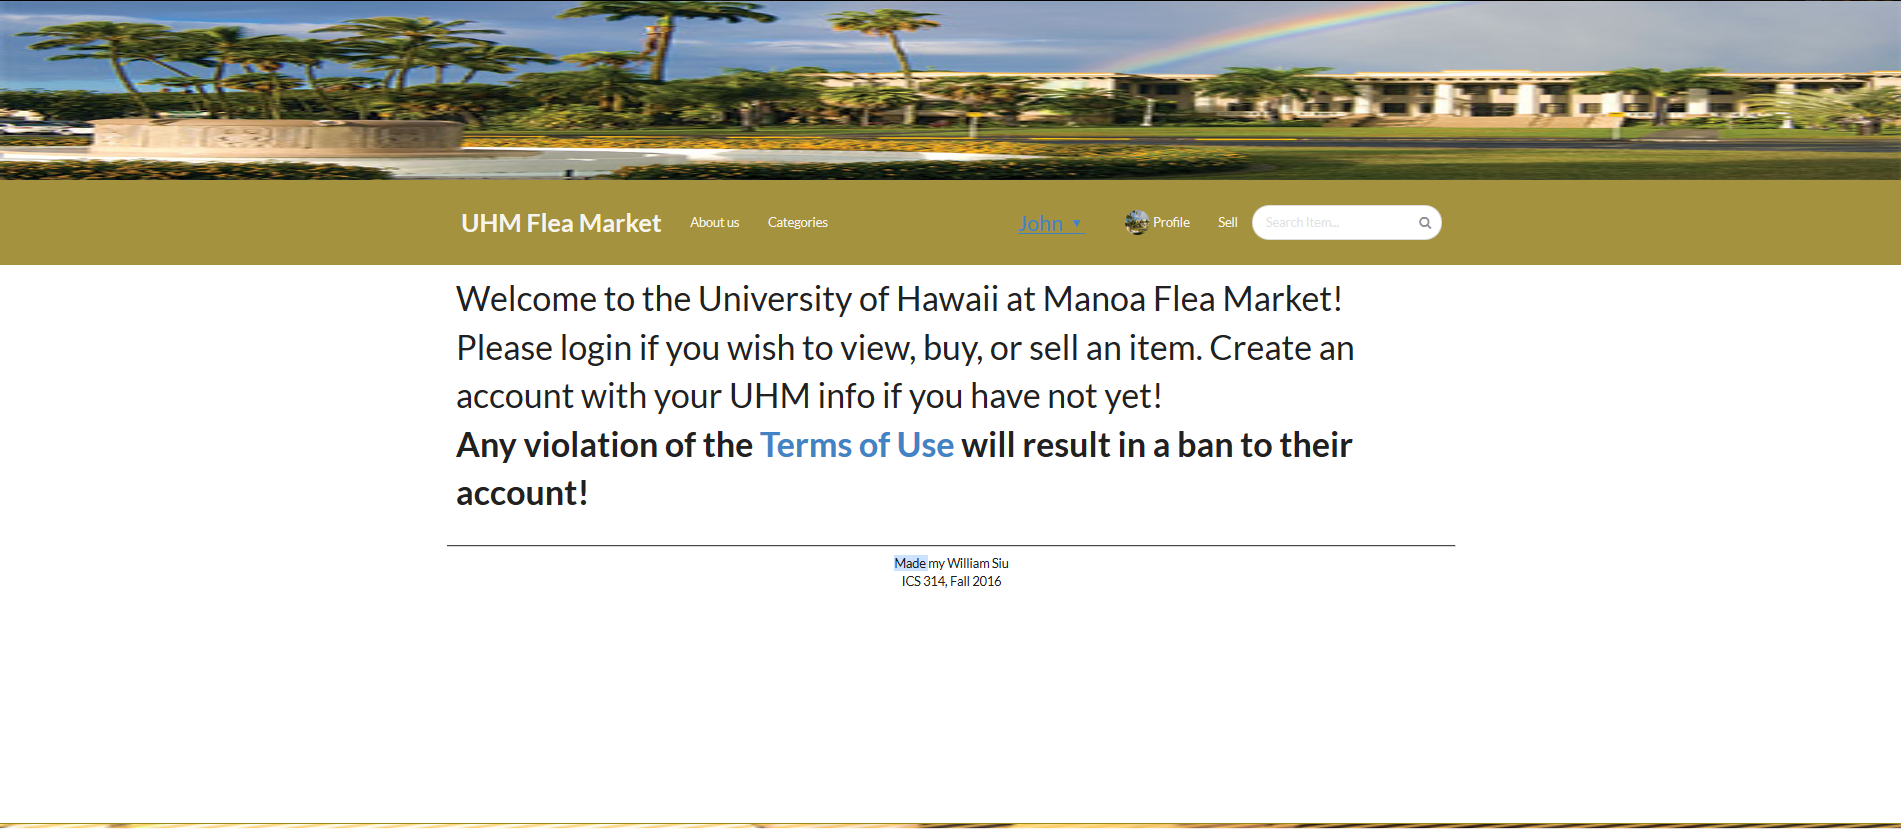 UHM Flea Market About us Categories John ▼ Profile Sell Search Item...
Welcome to the University of Hawaii at Manoa Flea Market!
Please login if you wish to view, buy, or sell an item. Create an
account with your UHM info if you have not yet!
Any violation of the Terms of Use will result in a ban to their
account!
Made my William Siu
ICS 314, Fall 2016